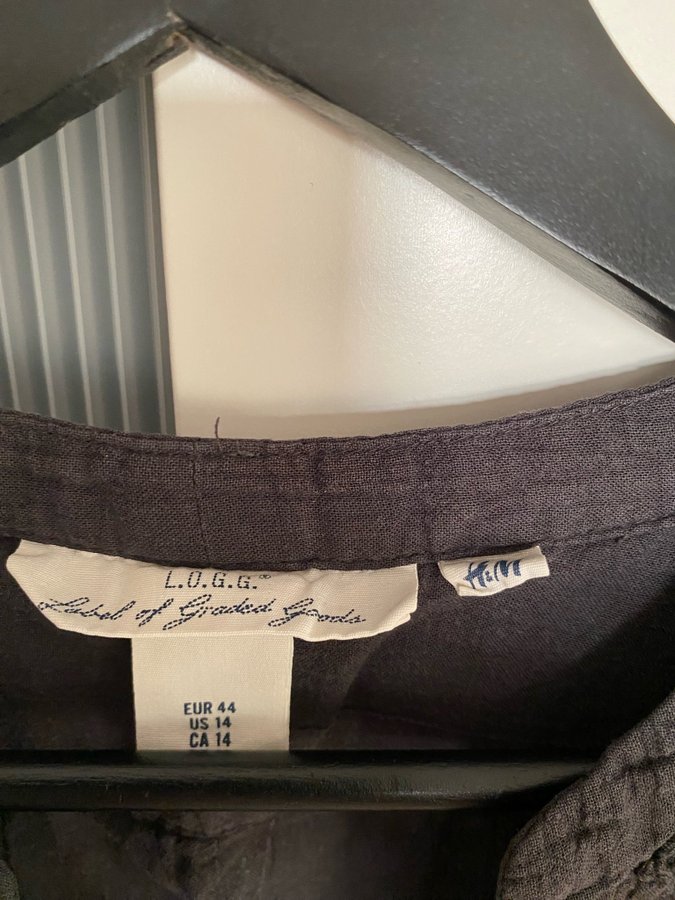 L.O.G.G.®
Label of Graded Goods
H&M
EUR 44
US 14
CA 14